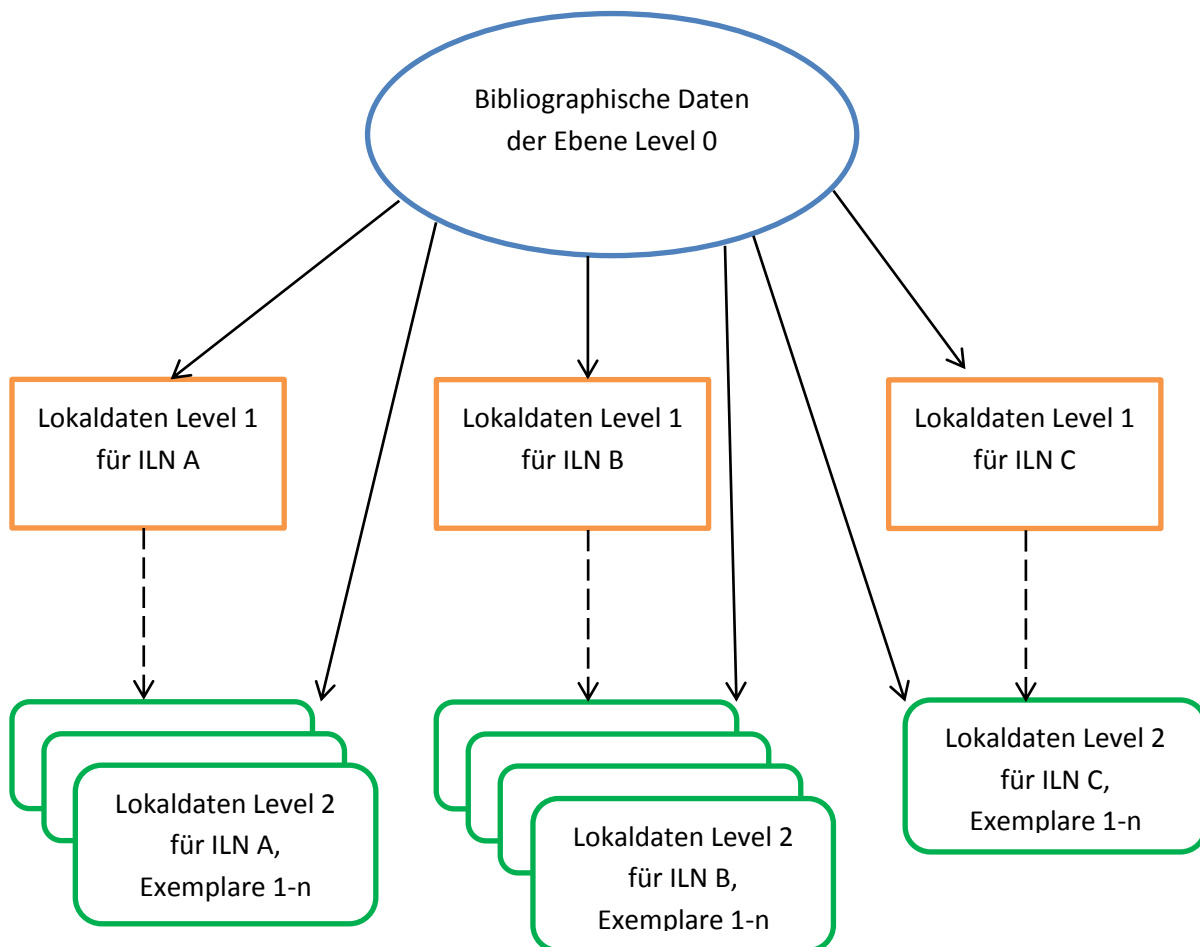 Bibliographische Daten
der Ebene Level 0
Lokaldaten Level 1
für ILN A
Lokaldaten Level 1
für ILN B
Lokaldaten Level 1
für ILN C
Lokaldaten Level 2
für ILN A,
Exemplare 1-n
Lokaldaten Level 2
für ILN B,
Exemplare 1-n
Lokaldaten Level 2
für ILN C,
Exemplare 1-n